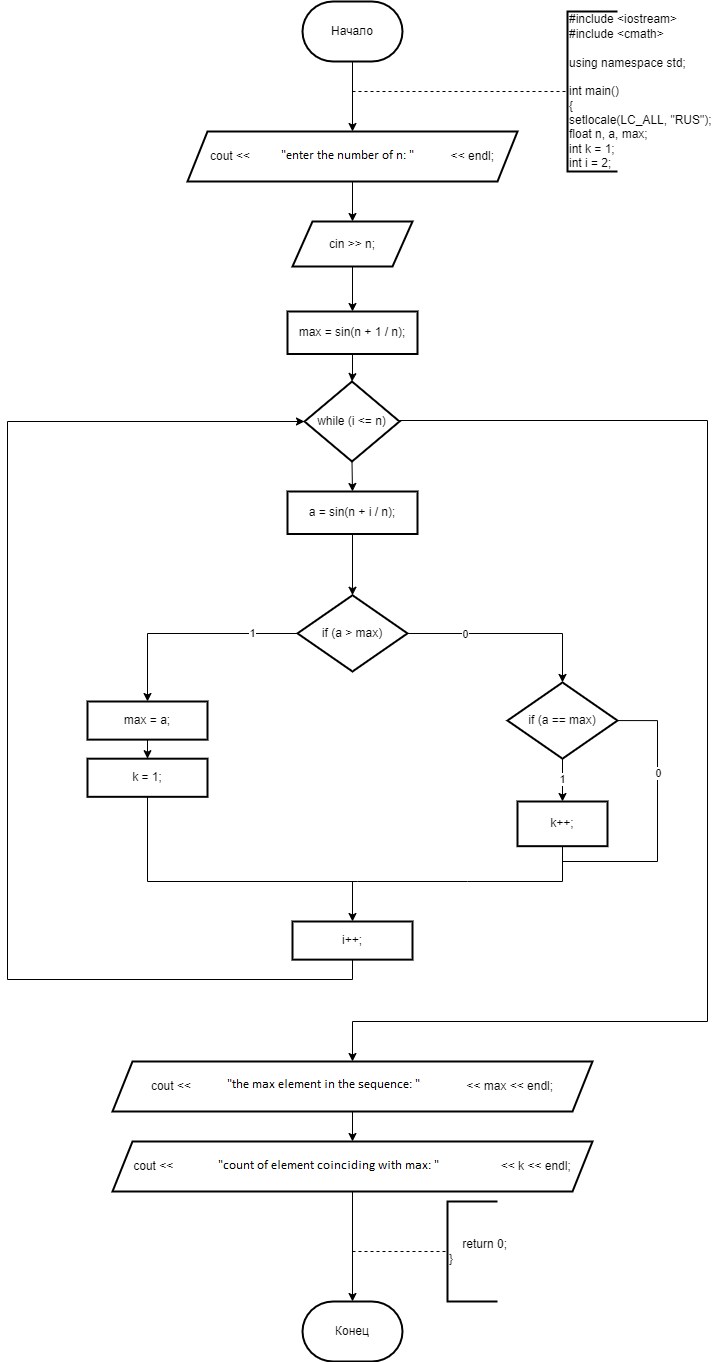 Начало
#include <iostream>
#include <cmath>
using namespace std;
int main()
{
setlocale(LC_ALL, "RUS");
float n, a, max;
int k = 1;
int i = 2;
cout << "enter the number of n: " << endl;
cin >> n;
max = sin(n + 1 / n);
while (i <= n)
a = sin(n + i / n);
if (a > max)
1
0
max = a;
if (a == max)
k = 1;
1
0
k++;
i++;
cout << "the max element in the sequence: " << max << endl;
cout << "count of element coinciding with max: " << k << endl;
return 0;
}
Конец